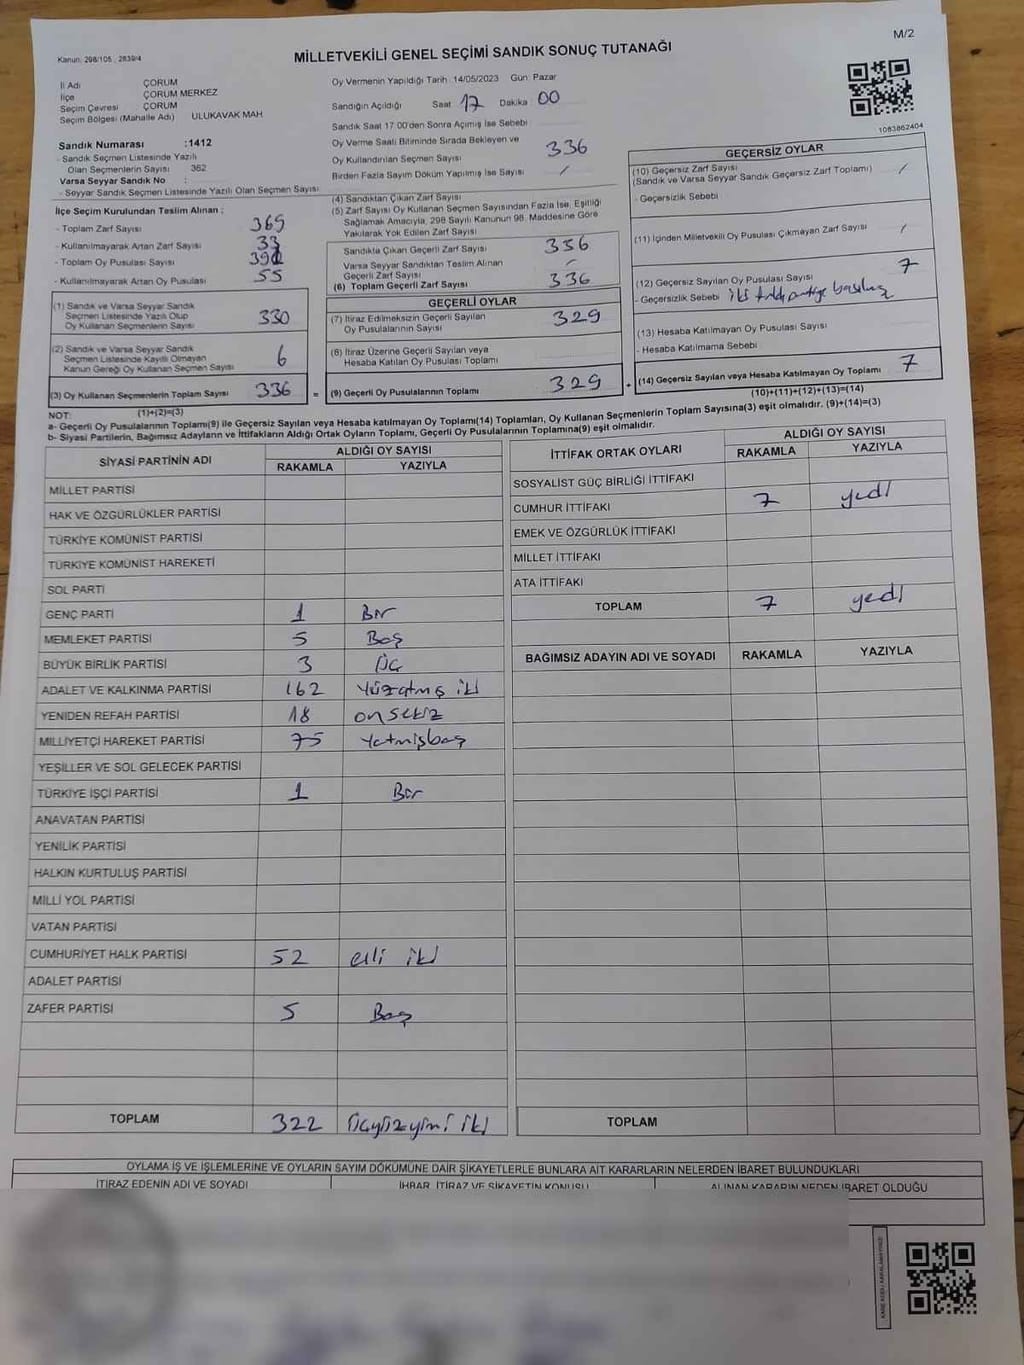 M/2
Kanun: 298/105 , 2839/4
MİLLETVEKİLİ GENEL SEÇİMİ SANDIK SONUÇ TUTANAĞI
İl Adı ÇORUM
İlçe ÇORUM MERKEZ
Seçim Çevresi ÇORUM
Seçim Bölgesi (Mahalle Adı) ULUKAVAK MAH
Oy Vermenin Yapıldığı Tarih 14/05/2023 Gün: Pazar
Sandığın Açıldığı Saat 17 Dakika 00
Sandık Saat 17:00'den Sonra Açılmış İse Sebebi
Oy Verme Saati Bitiminde Sırada Bekleyen ve
Oy Kullandırılan Seçmen Sayısı 336
Birden Fazla Sayım Döküm Yapılmış İse Sayısı /
1083862404
Sandık Numarası :1412
- Sandık Seçmen Listesinde Yazılı
Olan Seçmenlerin Sayısı 362
Varsa Seyyar Sandık No :
- Seyyar Sandık Seçmen Listesinde Yazılı Olan Seçmen Sayısı
İlçe Seçim Kurulundan Teslim Alınan ;
- Toplam Zarf Sayısı 369
- Kullanılmayarak Artan Zarf Sayısı 33
- Toplam Oy Pusulası Sayısı
- Kullanılmayarak Artan Oy Pusulası 55
(1) Sandık ve Varsa Seyyar Sandık
Seçmen Listesinde Yazılı Olup
Oy Kullanan Seçmenlerin Sayısı 330
(2) Sandık ve Varsa Seyyar Sandık
Seçmen Listesinde Kayıtlı Olmayan
Kanun Gereği Oy Kullanan Seçmen Sayısı 6
(3) Oy Kullanan Seçmenlerin Toplam Sayısı 336 =
(1)+(2)=(3)
(4) Sandıktan Çıkan Zarf Sayısı
(5) Zarf Sayısı Oy Kullanan Seçmen Sayısından Fazla İse, Eşitliği
Sağlamak Amacıyla, 298 Sayılı Kanunun 98. Maddesine Göre
Yakılarak Yok Edilen Zarf Sayısı
Sandıkta Çıkan Geçerli Zarf Sayısı 336
Varsa Seyyar Sandıktan Teslim Alınan
Geçerli Zarf Sayısı /
(6) Toplam Geçerli Zarf Sayısı 336
GEÇERLİ OYLAR
(7) İtiraz Edilmeksizin Geçerli Sayılan
Oy Pusulalarının Sayısı 329
(8) İtiraz Üzerine Geçerli Sayılan veya
Hesaba Katılan Oy Pusulası Toplamı
(9) Geçerli Oy Pusulalarının Toplamı 329 +
GEÇERSİZ OYLAR
(10) Geçersiz Zarf Sayısı
(Sandık ve Varsa Seyyar Sandık Geçersiz Zarf Toplamı) /
- Geçersizlik Sebebi
(11) İçinden Milletvekili Oy Pusulası Çıkmayan Zarf Sayısı /
(12) Geçersiz Sayılan Oy Pusulası Sayısı 7
- Geçersizlik Sebebi iki partiye basılmış
(13) Hesaba Katılmayan Oy Pusulası Sayısı
- Hesaba Katılmama Sebebi
(14) Geçersiz Sayılan veya Hesaba Katılmayan Oy Toplamı 7
(10)+(11)+(12)+(13)=(14)
NOT:
a- Geçerli Oy Pusulalarının Toplamı(9) ile Geçersiz Sayılan ve Hesaba Katılmayan Oy Toplamı(14) Toplamları, Oy Kullanan Seçmenlerin Toplam Sayısına(3) eşit olmalıdır. (9)+(14)=(3)
b- Siyasi Partilerin, Bağımsız Adayların ve İttifakların Aldığı Ortak Oyların Toplamı, Geçerli Oy Pusulalarının Toplamına(9) eşit olmalıdır.
SİYASİ PARTİNİN ADI ALDIĞI OY SAYISI
RAKAMLA YAZIYLA
MİLLET PARTİSİ
HAK VE ÖZGÜRLÜKLER PARTİSİ
TÜRKİYE KOMÜNİST PARTİSİ
TÜRKİYE KOMÜNİST HAREKETİ
SOL PARTİ
GENÇ PARTİ 1 Bir
MEMLEKET PARTİSİ 5 Beş
BÜYÜK BİRLİK PARTİSİ 3 Üç
ADALET VE KALKINMA PARTİSİ 162 Yüzatmış iki
YENİDEN REFAH PARTİSİ 18 onsekiz
MİLLİYETÇİ HAREKET PARTİSİ 75 Yetmişbeş
YEŞİLLER VE SOL GELECEK PARTİSİ
TÜRKİYE İŞÇİ PARTİSİ 1 Bir
ANAVATAN PARTİSİ
YENİLİK PARTİSİ
HALKIN KURTULUŞ PARTİSİ
MİLLİ YOL PARTİSİ
VATAN PARTİSİ
CUMHURİYET HALK PARTİSİ 52 elli iki
ADALET PARTİSİ
ZAFER PARTİSİ 5 Beş
TOPLAM 322 üçyüzyirmi iki
İTTİFAK ORTAK OYLARI ALDIĞI OY SAYISI
RAKAMLA YAZIYLA
SOSYALİST GÜÇ BİRLİĞİ İTTİFAKI
CUMHUR İTTİFAKI 7 yedi
EMEK VE ÖZGÜRLÜK İTTİFAKI
MİLLET İTTİFAKI
ATA İTTİFAKI
TOPLAM 7 yedi
BAĞIMSIZ ADAYIN ADI VE SOYADI RAKAMLA YAZIYLA
TOPLAM
OYLAMA İŞ VE İŞLEMLERİNE VE OYLARIN SAYIM DÖKÜMÜNE DAİR ŞİKAYETLERLE BUNLARA AİT KARARLARIN NELERDEN İBARET BULUNDUKLARI
İTİRAZ EDENİN ADI VE SOYADI İHBAR, İTİRAZ VE ŞİKAYETİN KONUSU ALINAN KARARIN NEDEN İBARET OLDUĞU